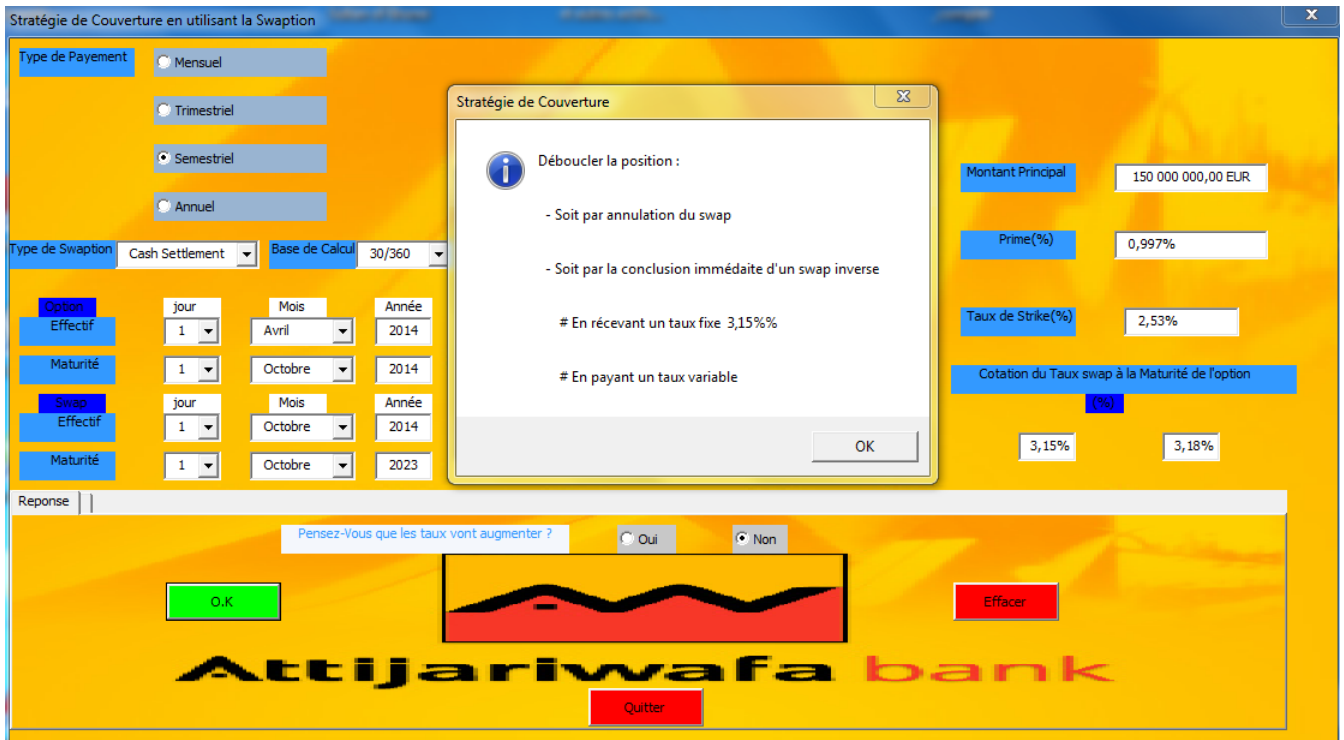 Stratégie de Couverture en utilisant la Swaption
x
Type de Payement
Mensuel
Trimestriel
Semestriel
Annuel
Type de Swaption
Cash Settlement
Base de Calcul
30/360
Option
jour
Mois
Année
Effectif
1
Avril
2014
Maturité
1
Octobre
2014
Swap
jour
Mois
Année
Effectif
1
Octobre
2014
Maturité
1
Octobre
2023
Stratégie de Couverture
Déboucler la position :
- Soit par annulation du swap
- Soit par la conclusion immédaite d'un swap inverse
# En récevant un taux fixe 3,15%%
# En payant un taux variable
OK
Montant Principal
150 000 000,00 EUR
Prime(%)
0,997%
Taux de Strike(%)
2,53%
Cotation du Taux swap à la Maturité de l'option
(%)
3,15%
3,18%
Reponse
Pensez-Vous que les taux vont augmenter ?
Oui
Non
O.K
Effacer
Attijariwafa bank
Quitter